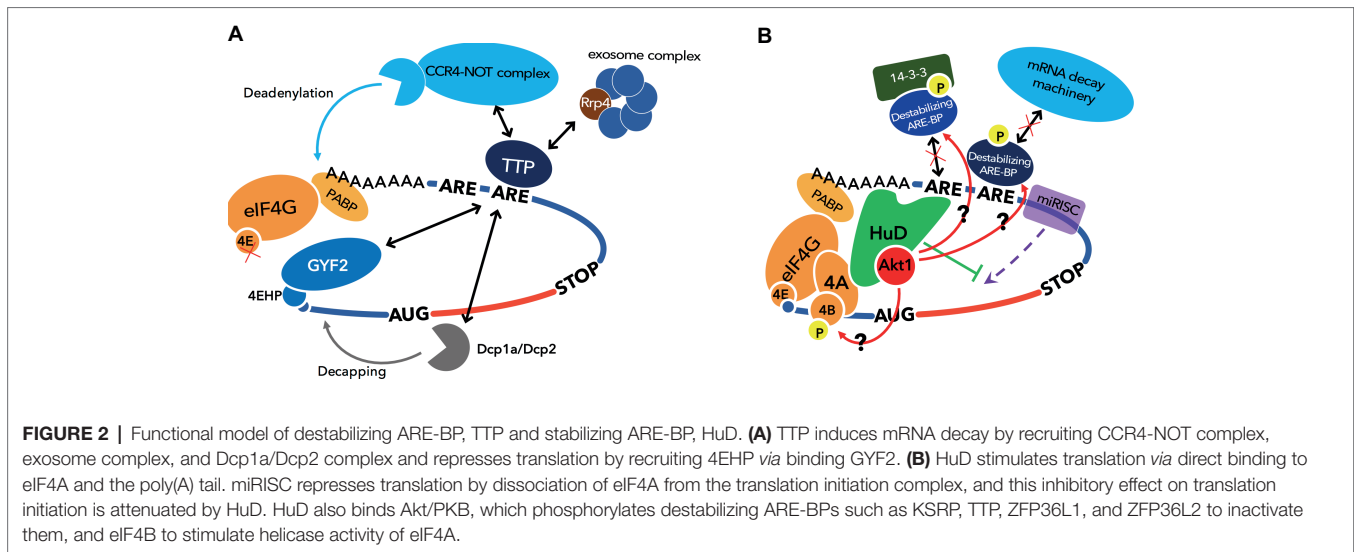 A
CCR4-NOT complex
exosome complex
Deadenylation
Rrp4
TTP
AAAAAAAA
ARE
ARE
PABP
eIF4G
4E
GYF2
4EHP
AUG
STOP
Dcp1a/Dcp2
Decapping
B
14-3-3
P
Destabilizing
ARE-BP
mRNA decay
machinery
P
Destabilizing
ARE-BP
AAAAAAAA
ARE
ARE
PABP
miRISC
?
?
HuD
eIF4G
Akt1
4A
4E
4B
STOP
AUG
P
?
FIGURE 2 | Functional model of destabilizing ARE-BP, TTP and stabilizing ARE-BP, HuD. (A) TTP induces mRNA decay by recruiting CCR4-NOT complex,
exosome complex, and Dcp1a/Dcp2 complex and represses translation by recruiting 4EHP via binding GYF2. (B) HuD stimulates translation via direct binding to
eIF4A and the poly(A) tail. miRISC represses translation by dissociation of eIF4A from the translation initiation complex, and this inhibitory effect on translation
initiation is attenuated by HuD. HuD also binds Akt/PKB, which phosphorylates destabilizing ARE-BPs such as KSRP, TTP, ZFP36L1, and ZFP36L2 to inactivate
them, and eIF4B to stimulate helicase activity of eIF4A.